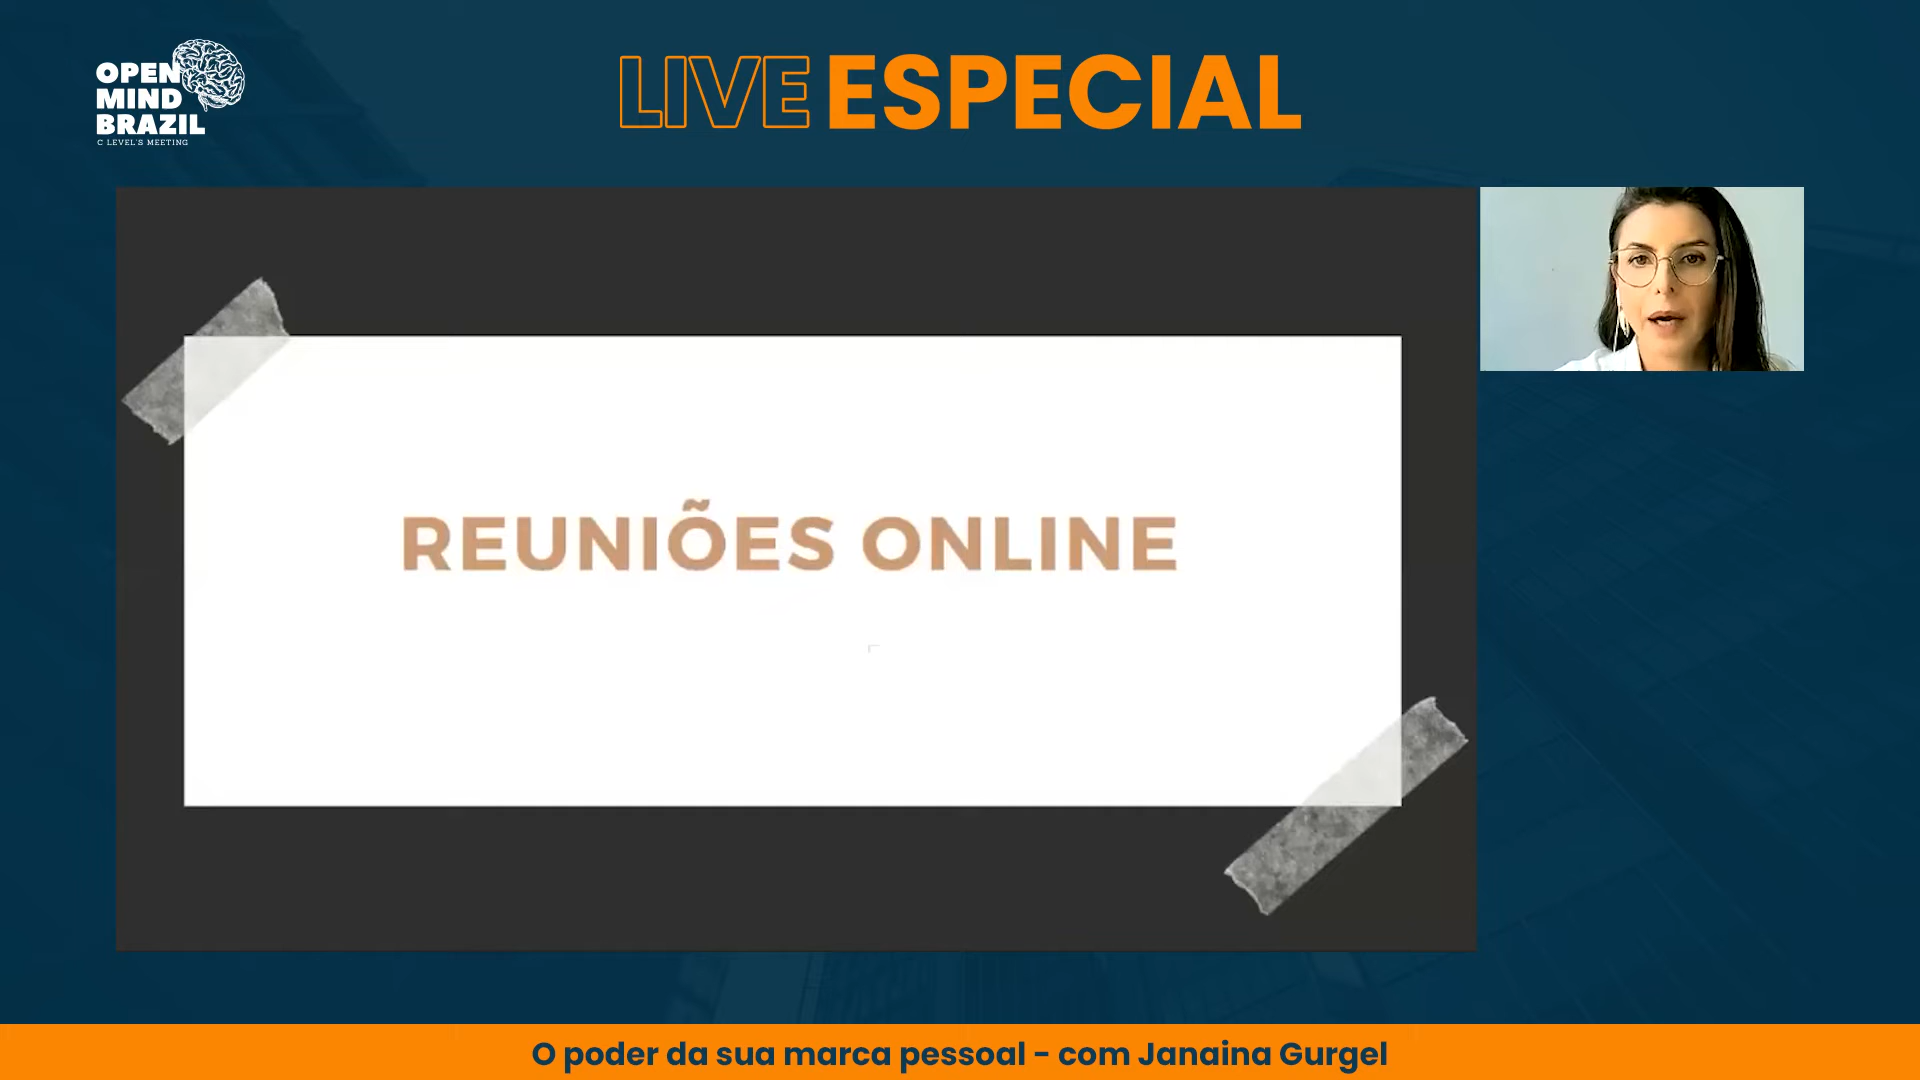 OPEN
MIND
BRAZIL
C LEVEL'S MEETING
LIVE ESPECIAL
REUNIÕES ONLINE
O poder da sua marca pessoal - com Janaina Gurgel